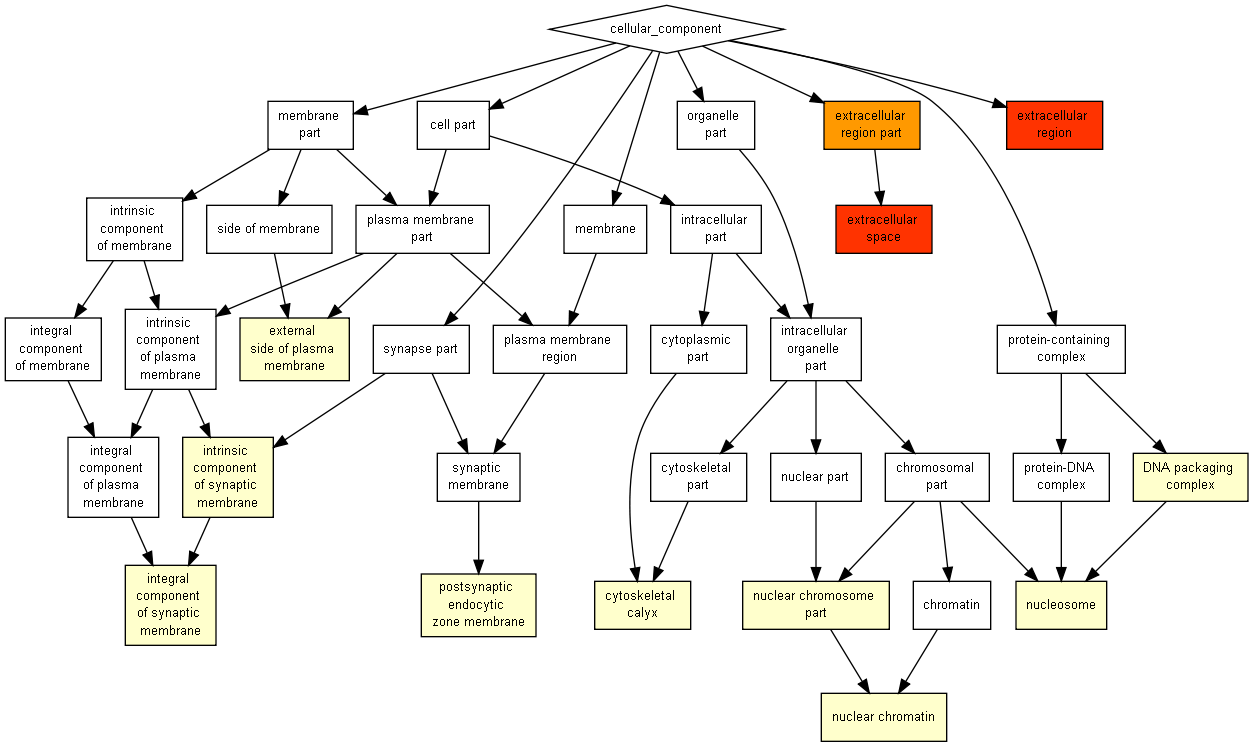 cellular_component
membrane
part
cell part
organelle
part
extracellular
region part
extracellular
region
intrinsic
component
of membrane
side of membrane
plasma membrane
part
membrane
intracellular
part
extracellular
space
integral
component
of membrane
intrinsic
component
of plasma
membrane
external
side of plasma
membrane
synapse part
plasma membrane
region
cytoplasmic
part
intracellular
organelle
part
protein-containing
complex
integral
component
of plasma
membrane
intrinsic
component
of synaptic
membrane
synaptic
membrane
cytoskeletal
part
nuclear part
chromosomal
part
protein-DNA
complex
DNA packaging
complex
integral
component
of synaptic
membrane
postsynaptic
endocytic
zone membrane
cytoskeletal
calyx
nuclear chromosome
part
chromatin
nucleosome
nuclear chromatin